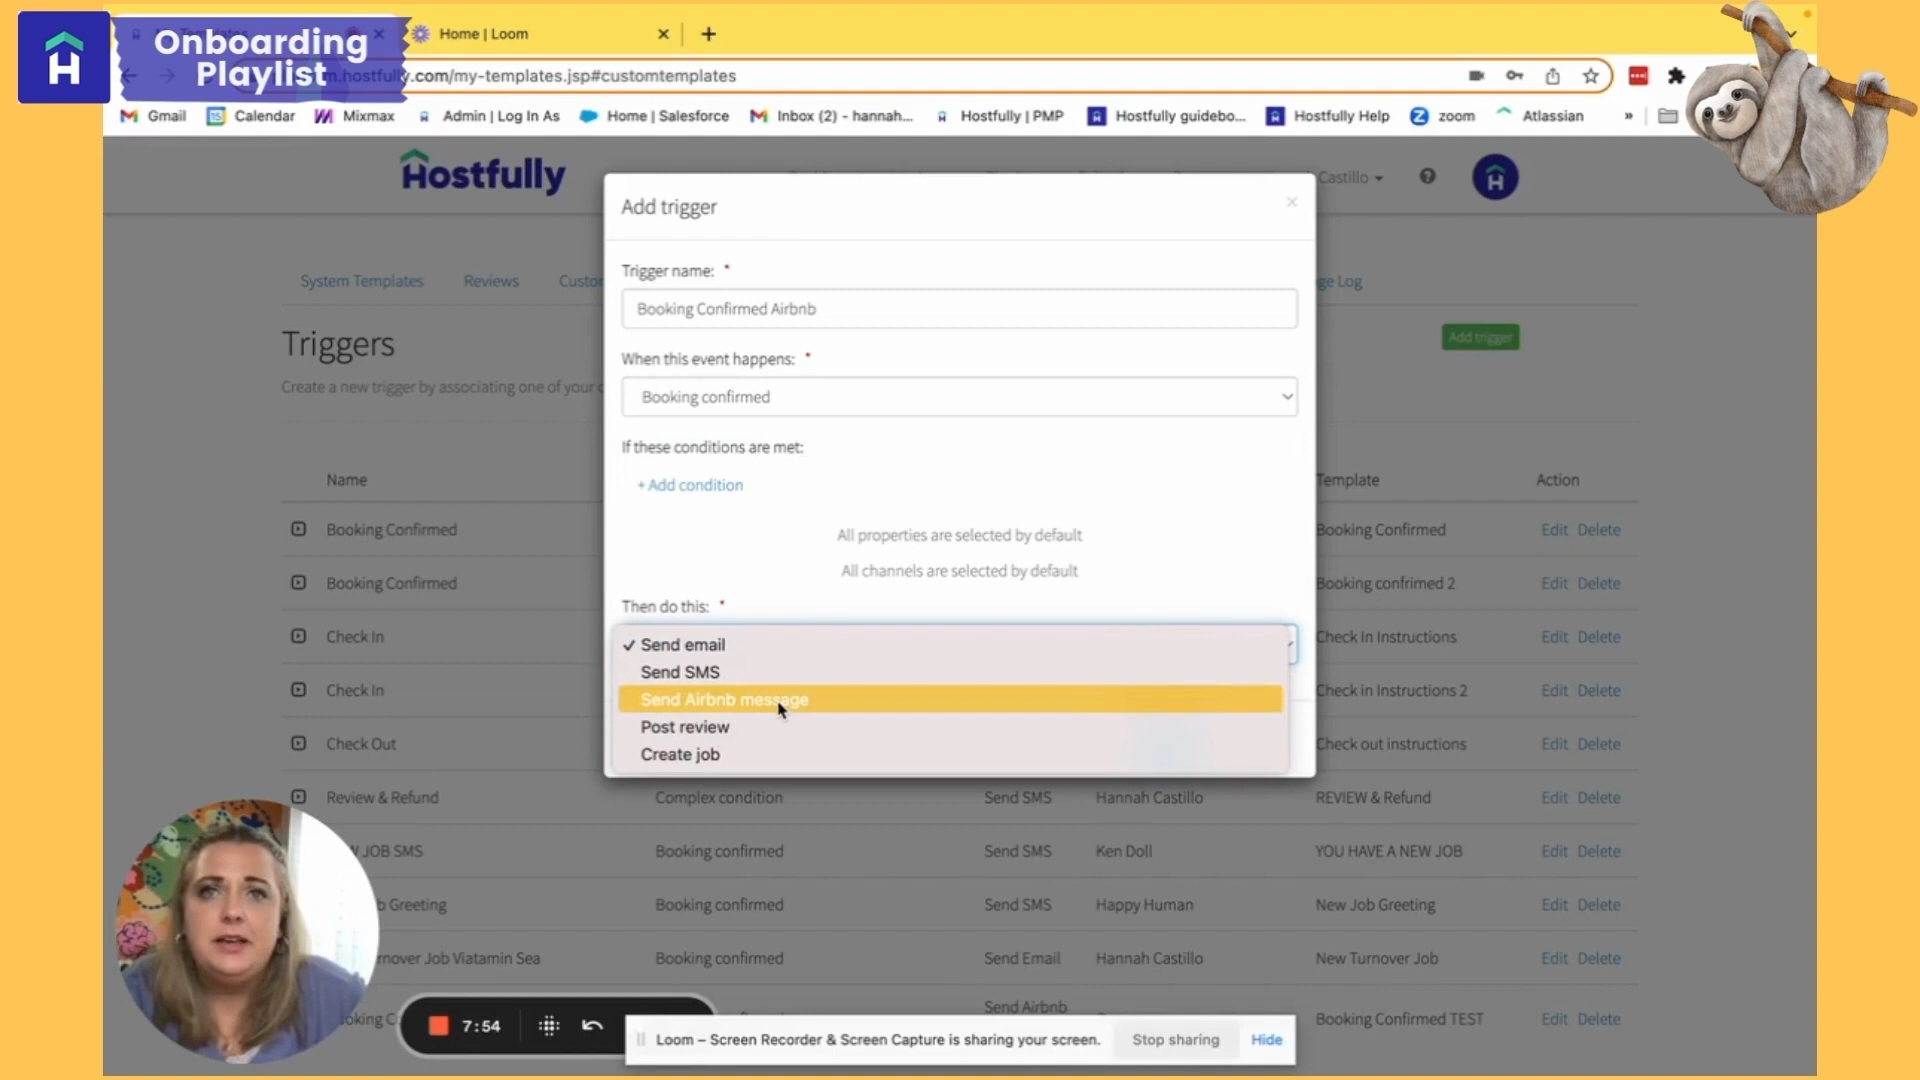 Onboarding
Playlist
Home | Loom
.hostfully.com/my-templates.jsp#customtemplates
Gmail
Calendar
Mixmax
Admin | Log In As
Home | Salesforce
Inbox (2) - hannah...
Hostfully | PMP
Hostfully guidebo...
Hostfully Help
zoom
Atlassian
»
Hostfully
Castillo
Add trigger
×
System Templates
Reviews
ge Log
Trigger name: *
Booking Confirmed Airbnb
Triggers
Add trigger
Create a new trigger by associating one of your
When this event happens: *
Booking confirmed
If these conditions are met:
+ Add condition
All properties are selected by default
All channels are selected by default
Then do this: *
✓ Send email
Send SMS
Send Airbnb message
Post review
Create job
Name
Template
Action
Booking Confirmed
Booking Confirmed
Edit Delete
Booking Confirmed
Booking confrimed 2
Edit Delete
Check In
Check In Instructions
Edit Delete
Check In
Check in Instructions 2
Edit Delete
Check Out
Check out instructions
Edit Delete
Review & Refund
Complex condition
Send SMS
Hannah Castillo
REVIEW & Refund
Edit Delete
JOB SMS
Booking confirmed
Send SMS
Ken Doll
YOU HAVE A NEW JOB
Edit Delete
b Greeting
Booking confirmed
Send SMS
Happy Human
New Job Greeting
Edit Delete
rnover Job Viatamin Sea
Booking confirmed
Send Email
Hannah Castillo
New Turnover Job
Edit Delete
Send Airbnb
Booking Confirmed TEST
Edit Delete
7:54
Loom – Screen Recorder & Screen Capture is sharing your screen.
Stop sharing
Hide